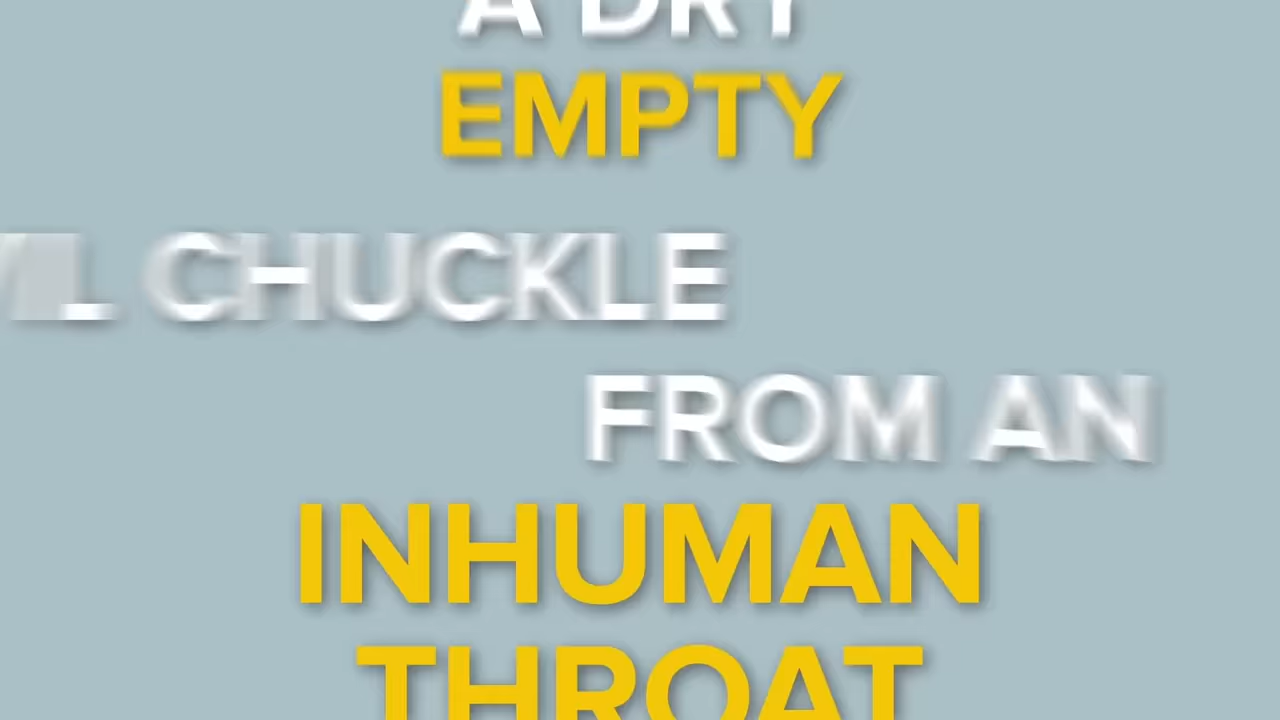 A DRY
EMPTY
CHUCKLE
FROM AN
INHUMAN
THROAT